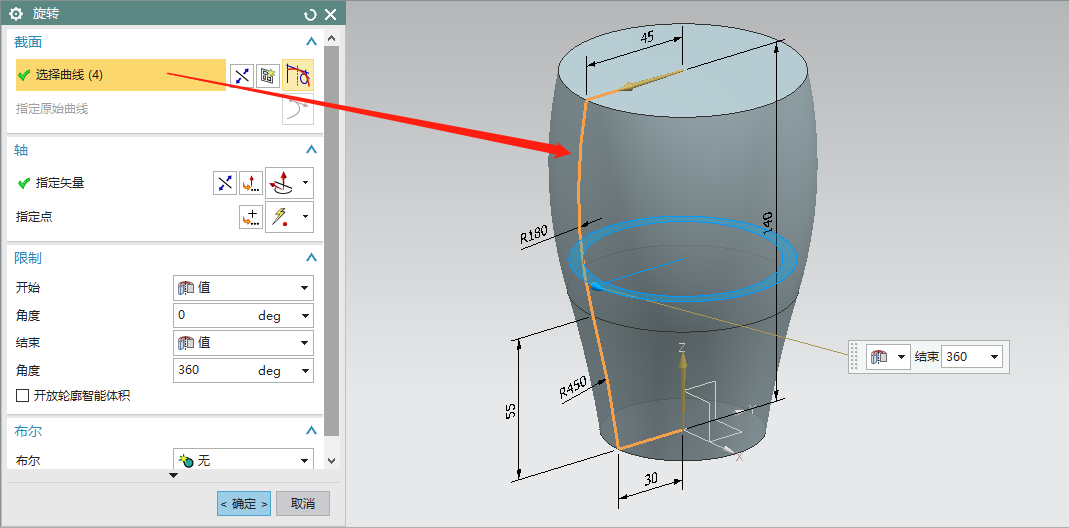 旋转
截面
选择曲线 (4)
指定原始曲线
轴
指定矢量
指定点
限制
开始 值
角度 0 deg
结束 值
角度 360 deg
开放轮廓智能体积
布尔
布尔 无
< 确定 > 取消
45
140
R180
R450
55
30
Z
Y
X
结束 360